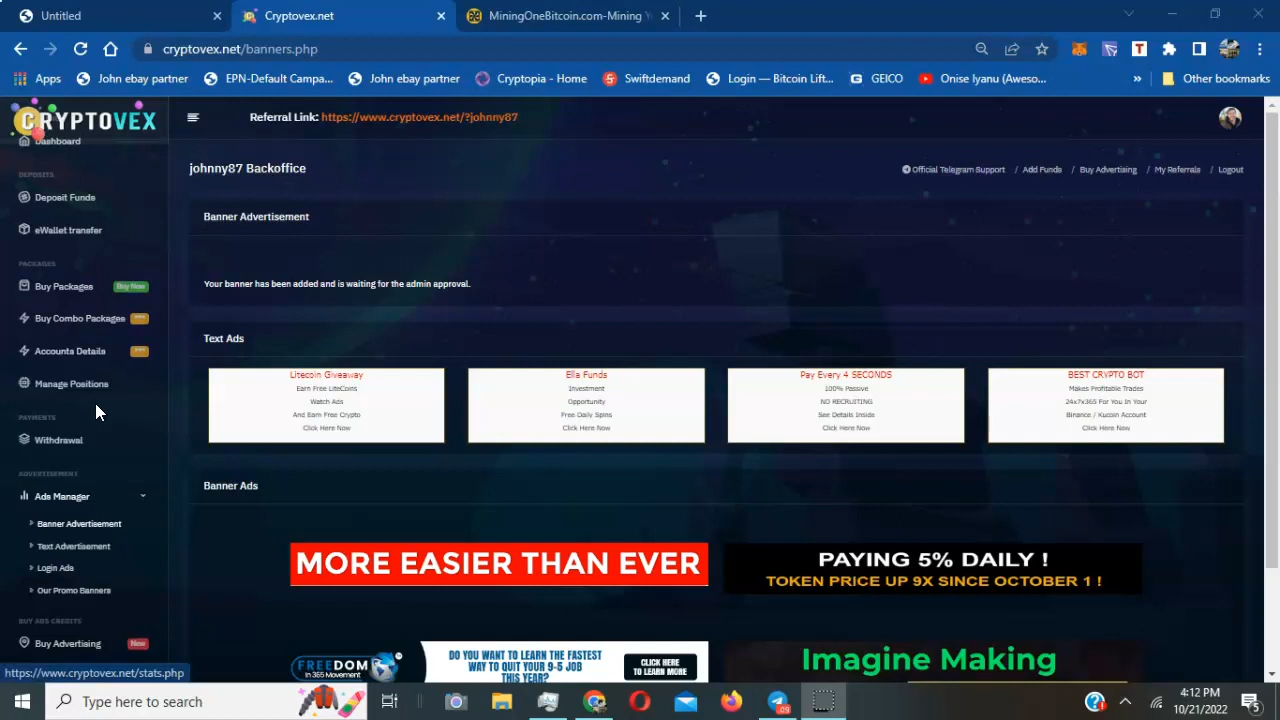 Untitled
Cryptovex.net
MiningOneBitcoin.com-Mining
cryptovex.net/banners.php
Apps
John ebay partner
EPN-Default Campa...
John ebay partner
Cryptopia - Home
Swiftdemand
Login — Bitcoin Lift...
GEICO
Onise Iyanu (Aweso...
Other bookmarks
CRYPTOVEX
Referral Link: https://www.cryptovex.net/?johnny87
Dashboard
DEPOSITS
Deposit Funds
eWallet transfer
PACKAGES
Buy Packages
Buy Now
Buy Combo Packages
Accounta Details
Manage Positions
PAYMENTS
Withdrawal
ADVERTISEMENT
Ads Manager
Banner Advertisement
Text Advertisement
Login Ads
Our Promo Banners
BUY ADS CREDITS
Buy Advertising
New
https://www.cryptovex.net/stats.php
johnny87 Backoffice
Official Telegram Support / Add Funds / Buy Advertising / My Referrals / Logout
Banner Advertisement
Your banner has been added and is waiting for the admin approval.
Text Ads
Litecoin Giveaway
Earn Free LiteCoins
Watch Ads
And Earn Free Crypto
Click Here Now
Ella Funds
Investment
Opportunity
Free Daily Spins
Click Here Now
Pay Every 4 SECONDS
100% Passive
NO RECRUITING
See Details Inside
Click Here Now
BEST CRYPTO BOT
Makes Profitable Trades
24x7x365 For You In Your
Binance / Kucoin Account
Click Here Now
Banner Ads
MORE EASIER THAN EVER
PAYING 5% DAILY !
TOKEN PRICE UP 9X SINCE OCTOBER 1 !
FREEDOM
In 365 Movement
DO YOU WANT TO LEARN THE FASTEST
WAY TO QUIT YOUR 9-5 JOB
THIS YEAR?
CLICK HERE
TO LEARN MORE
Imagine Making
Type here to search
4:12 PM
10/21/2022